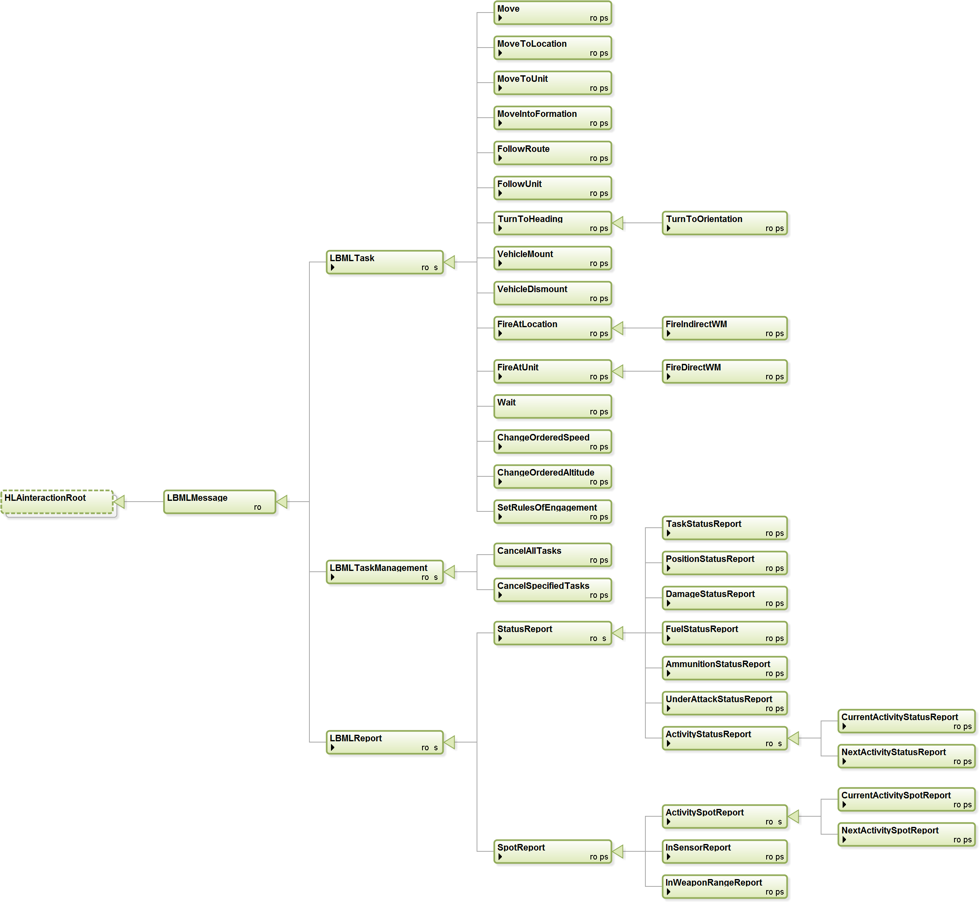 Move
ro ps
MoveToLocation
ro ps
MoveToUnit
ro ps
MoveIntoFormation
ro ps
FollowRoute
ro ps
FollowUnit
ro ps
TurnToHeading
ro ps
TurnToOrientation
ro ps
LBMLTask
ro s
VehicleMount
ro ps
VehicleDismount
ro ps
FireAtLocation
ro ps
FireIndirectWM
ro ps
FireAtUnit
ro ps
FireDirectWM
ro ps
Wait
ro ps
ChangeOrderedSpeed
ro ps
ChangeOrderedAltitude
ro ps
HLAinteractionRoot
LBMLMessage
ro
SetRulesOfEngagement
ro ps
TaskStatusReport
ro ps
CancelAllTasks
ro ps
PositionStatusReport
ro ps
LBMLTaskManagement
ro s
CancelSpecifiedTasks
ro ps
DamageStatusReport
ro ps
StatusReport
ro s
FuelStatusReport
ro ps
AmmunitionStatusReport
ro ps
UnderAttackStatusReport
ro ps
CurrentActivityStatusReport
ro ps
LBMLReport
ro s
ActivityStatusReport
ro s
NextActivityStatusReport
ro ps
CurrentActivitySpotReport
ro ps
ActivitySpotReport
ro s
NextActivitySpotReport
ro ps
SpotReport
ro ps
InSensorReport
ro ps
InWeaponRangeReport
ro ps